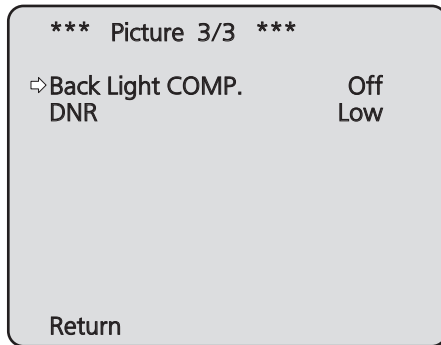 *** Picture 3/3 ***
⇨Back Light COMP. Off
DNR Low
Return